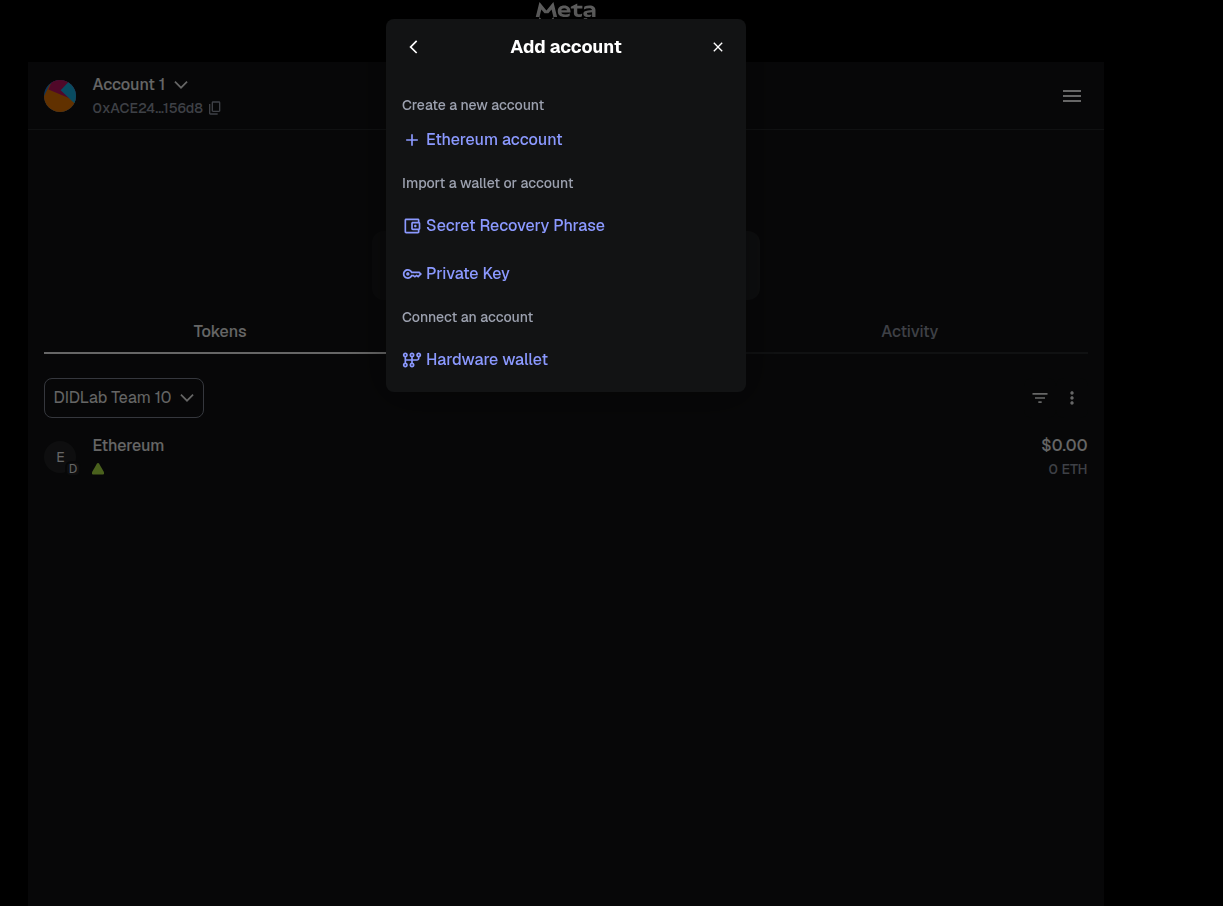 Meta
Add account
Account 1
0xACE24...156d8
Create a new account
+ Ethereum account
Import a wallet or account
Secret Recovery Phrase
Private Key
Connect an account
Hardware wallet
Tokens
Activity
DIDLab Team 10
E
D
Ethereum
$0.00
0 ETH